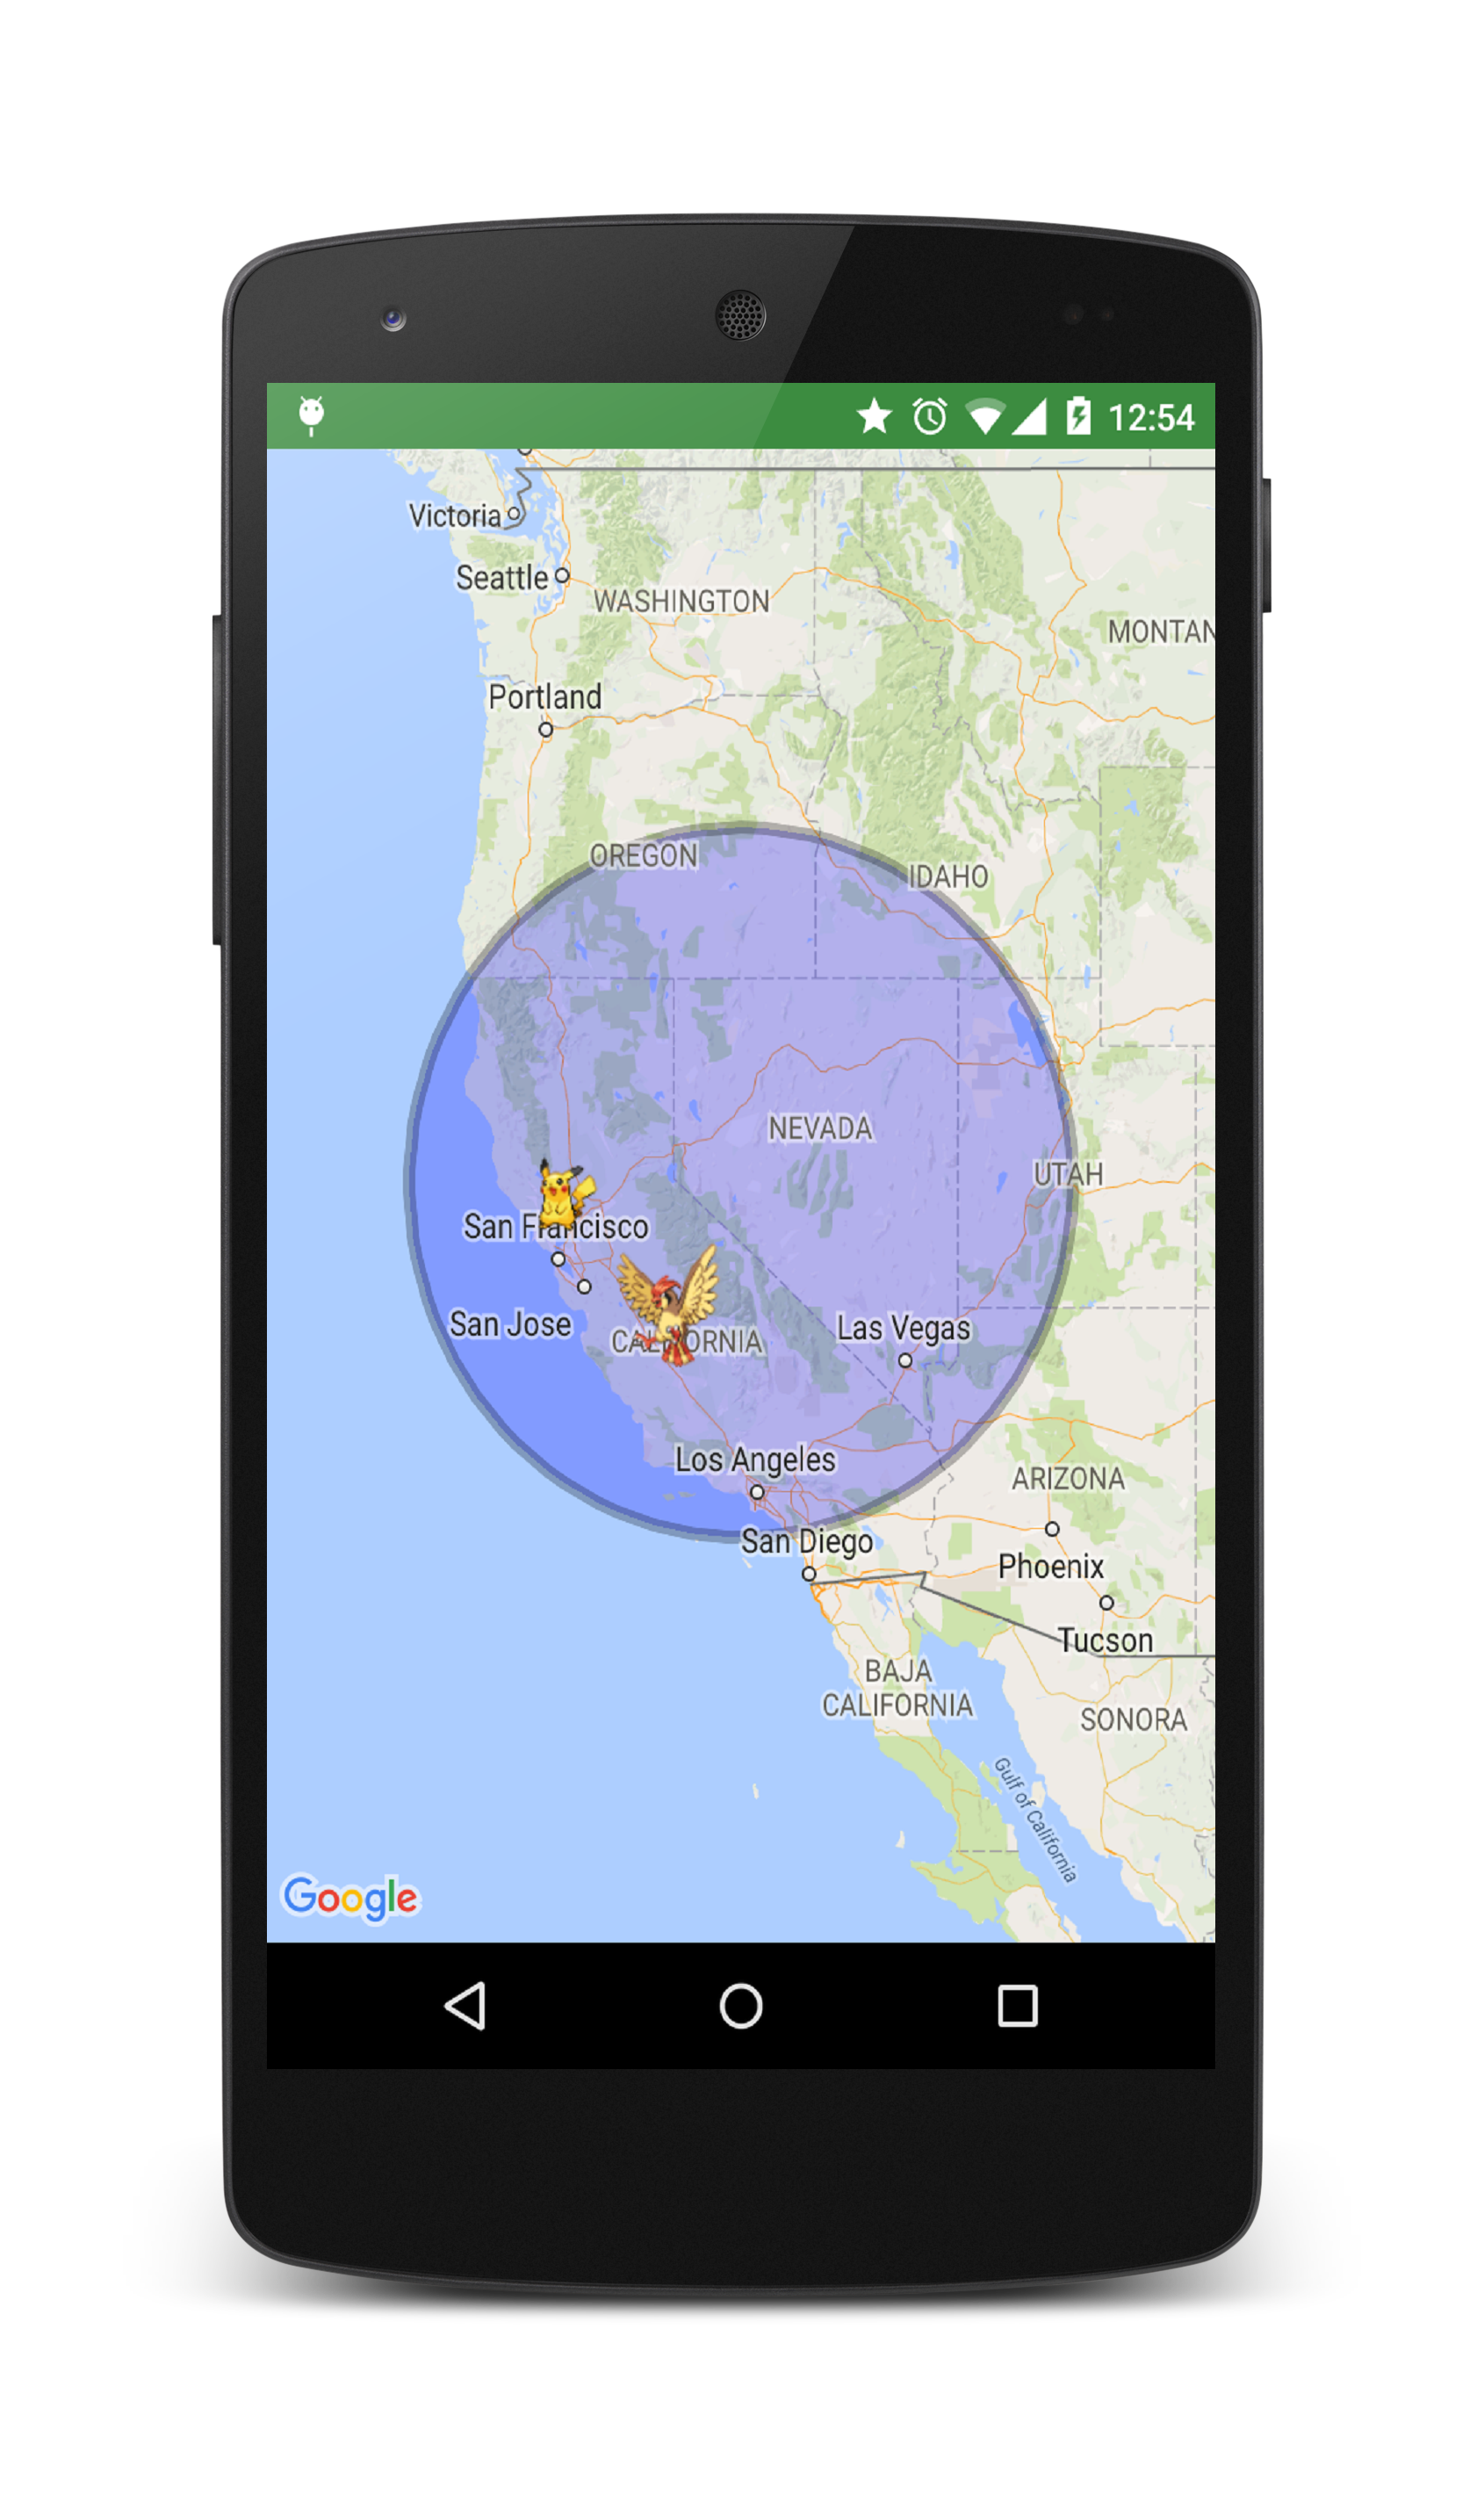 12:54
Victoria
Seattle
WASHINGTON
MONTAN
Portland
OREGON
IDAHO
NEVADA
UTAH
San Francisco
San Jose
CALIFORNIA
Las Vegas
Los Angeles
ARIZONA
San Diego
Phoenix
Tucson
BAJA
CALIFORNIA
SONORA
Gulf of California
Google